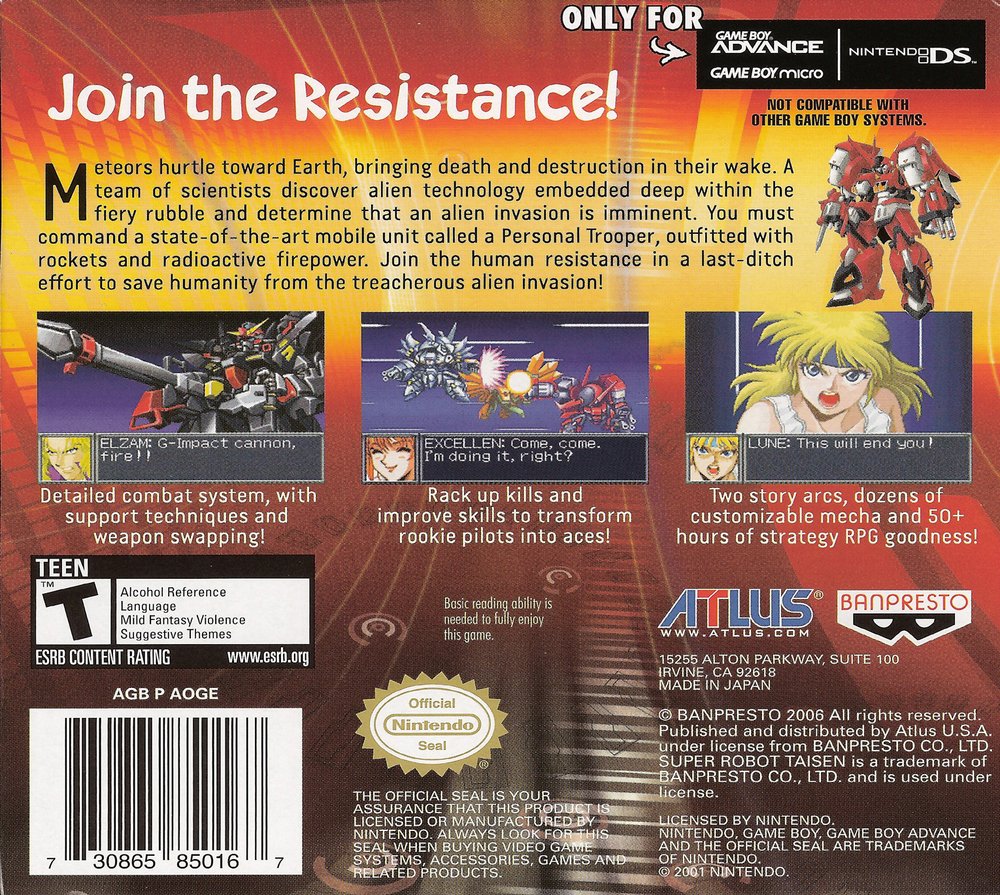 ONLY FOR
GAME BOY ADVANCE
GAME BOY micro
NINTENDO DS™
NOT COMPATIBLE WITH
OTHER GAME BOY SYSTEMS.
Join the Resistance!
Meteors hurtle toward Earth, bringing death and destruction in their wake. A
team of scientists discover alien technology embedded deep within the
fiery rubble and determine that an alien invasion is imminent. You must
command a state-of-the-art mobile unit called a Personal Trooper, outfitted with
rockets and radioactive firepower. Join the human resistance in a last-ditch
effort to save humanity from the treacherous alien invasion!
ELZAM: G-Impact cannon,
fire!!
Detailed combat system, with
support techniques and
weapon swapping!
EXCELLEN: Come, come.
I'm doing it, right?
Rack up kills and
improve skills to transform
rookie pilots into aces!
LUNE: This will end you!
Two story arcs, dozens of
customizable mecha and 50+
hours of strategy RPG goodness!
TEEN
T™
Alcohol Reference
Language
Mild Fantasy Violence
Suggestive Themes
ESRB CONTENT RATING www.esrb.org
AGB P AOGE
7 30865 85016 7
Basic reading ability is
needed to fully enjoy
this game.
Official
Nintendo
Seal
®
THE OFFICIAL SEAL IS YOUR
ASSURANCE THAT THIS PRODUCT IS
LICENSED OR MANUFACTURED BY
NINTENDO. ALWAYS LOOK FOR THIS
SEAL WHEN BUYING VIDEO GAME
SYSTEMS, ACCESSORIES, GAMES AND
RELATED PRODUCTS.
ATLUS®
WWW.ATLUS.COM
BANPRESTO
15255 ALTON PARKWAY, SUITE 100
IRVINE, CA 92618
MADE IN JAPAN
© BANPRESTO 2006 All rights reserved.
Published and distributed by Atlus U.S.A.
under license from BANPRESTO CO., LTD.
SUPER ROBOT TAISEN is a trademark of
BANPRESTO CO., LTD. and is used under
license.
LICENSED BY NINTENDO.
NINTENDO, GAME BOY, GAME BOY ADVANCE
AND THE OFFICIAL SEAL ARE TRADEMARKS
OF NINTENDO.
© 2001 NINTENDO.